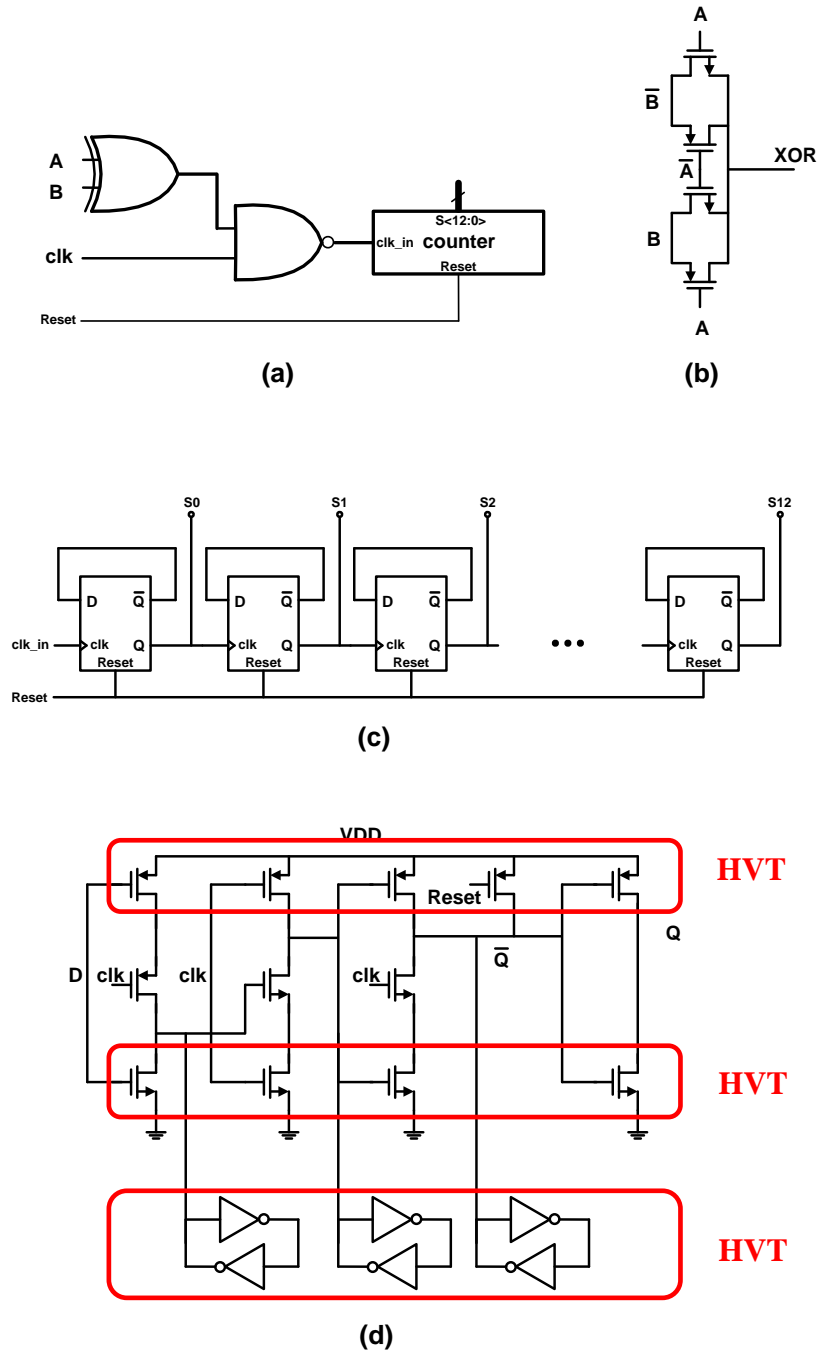 A
B
clk
Reset
S<12:0>
clk_in counter
Reset
(a)
A
B̅
A̅
XOR
B
A
(b)
S0 S1 S2 S12
D Q̅ D Q̅ D Q̅ D Q̅
clk_in clk Q clk Q clk Q ••• clk Q
Reset Reset Reset Reset
Reset
(c)
VDD
HVT
Reset
Q
Q̅
D clk clk clk
HVT
HVT
(d)